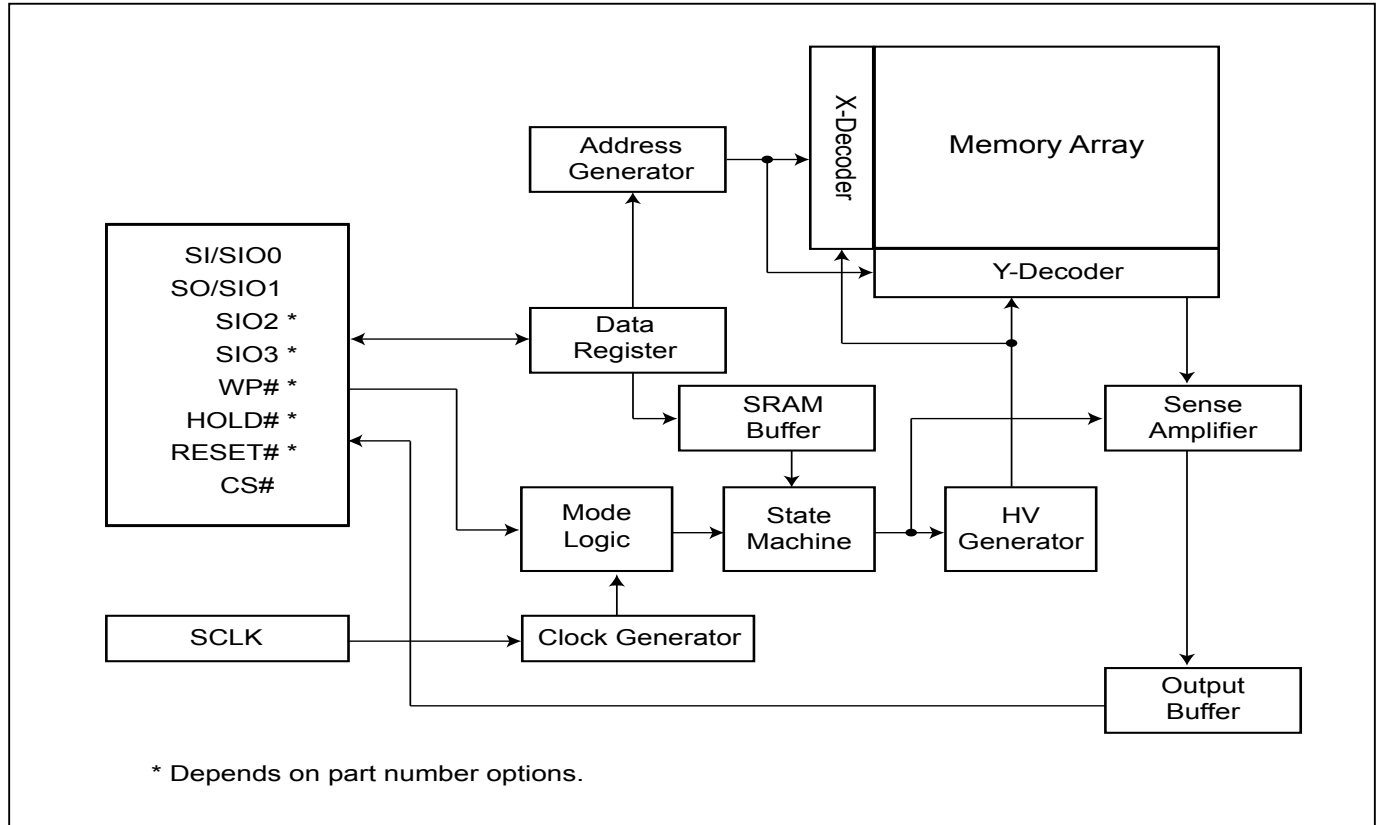 X-Decoder
Memory Array
Address
Generator
SI/SIO0
SO/SIO1
SIO2 *
SIO3 *
WP# *
HOLD# *
RESET# *
CS#
Y-Decoder
Data
Register
SRAM
Buffer
Sense
Amplifier
Mode
Logic
State
Machine
HV
Generator
SCLK
Clock Generator
Output
Buffer
* Depends on part number options.